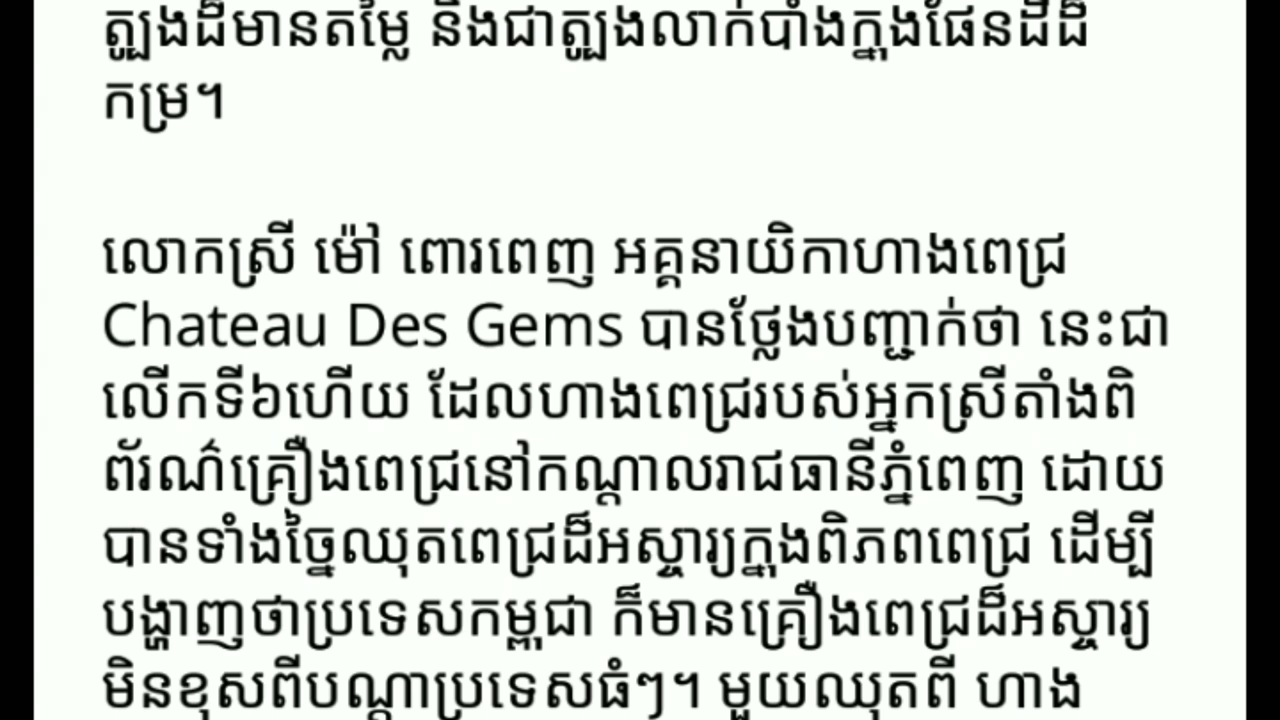 ត្បូងដ៏មានតម្លៃ និងជាត្បូងលាក់បាំងក្នុងផែនដីដ៏
កម្រ។
លោកស្រី ម៉ៅ ពោរពេញ អគ្គនាយិកាហាងពេជ្រ
Chateau Des Gems បានថ្លែងបញ្ជាក់ថា នេះជា
លើកទី៦ហើយ ដែលហាងពេជ្ររបស់អ្នកស្រីតាំងពិ
ព័រណ៌គ្រឿងពេជ្រនៅកណ្តាលរាជធានីភ្នំពេញ ដោយ
បានទាំងច្នៃឈុតពេជ្រដ៏អស្ចារ្យក្នុងពិភពពេជ្រ ដើម្បី
បង្ហាញថាប្រទេសកម្ពុជា ក៏មានគ្រឿងពេជ្រដ៏អស្ចារ្យ
មិនខុសពីបណ្តាប្រទេសធំៗ។ មួយឈុតពី ហាង